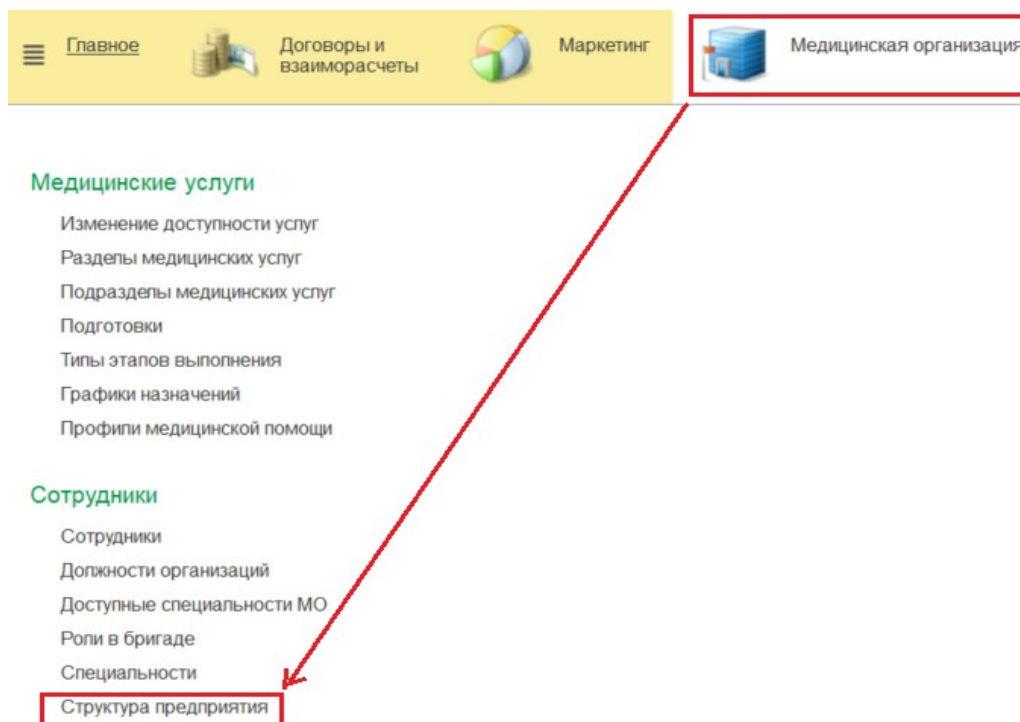 Главное
Договоры и
взаиморасчеты
Маркетинг
Медицинская организация
Медицинские услуги
Изменение доступности услуг
Разделы медицинских услуг
Подразделы медицинских услуг
Подготовки
Типы этапов выполнения
Графики назначений
Профили медицинской помощи
Сотрудники
Сотрудники
Должности организаций
Доступные специальности МО
Роли в бригаде
Специальности
Структура предприятия